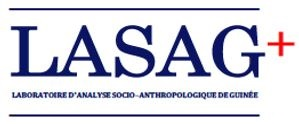 LASAG+
LABORATOIRE D'ANALYSE SOCIO-ANTHROPOLOGIQUE DE GUINÉE